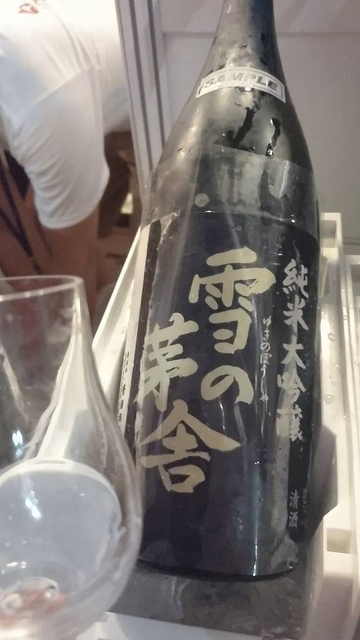 SAMPLE
純米大吟醸
雪の
ゆきのぼうしゃ
茅舎
清酒